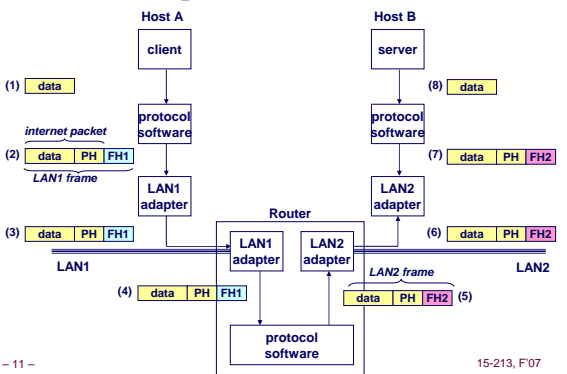 Host A
Host B
client
server
(1) data
(8) data
protocol
software
protocol
software
internet packet
(2) data PH FH1
LAN1 frame
(7) data PH FH2
LAN1
adapter
LAN2
adapter
Router
(3) data PH FH1
(6) data PH FH2
LAN1
adapter
LAN2
adapter
LAN1
LAN2
LAN2 frame
(4) data PH FH1
data PH FH2 (5)
protocol
software
– 11 –
15-213, F'07